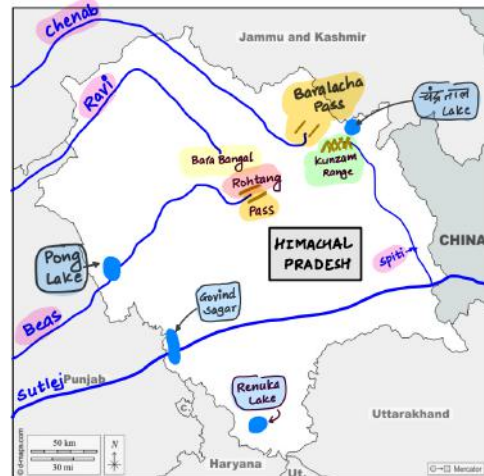 Chenab
Jammu and Kashmir
Ravi
Baralacha
Pass
चंद्र ताल
Lake
Bara Bangal
Kunzam
Range
Rohtang
Pass
HIMACHAL
PRADESH
CHINA
Spiti
Pong
Lake
Govind
sagar
Beas
Sutlej
Punjab
Renuka
Lake
C.
Uttarakhand
50 km
30 mi
N
Haryana
Ut.
© d-maps.com
Mercator